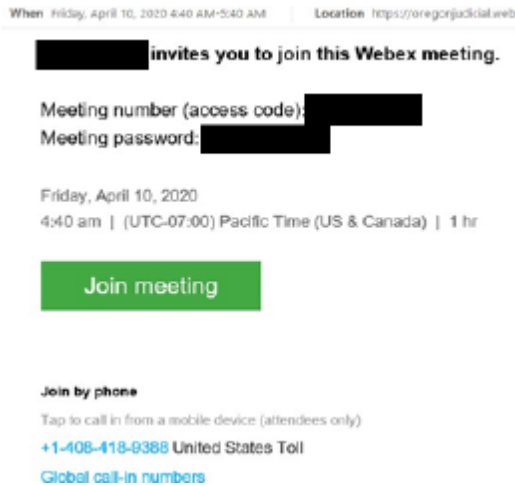 When Friday, April 10, 2020 4:40 AM-5:40 AM Location https://oregonjudicial.web
invites you to join this Webex meeting.
Meeting number (access code):
Meeting password:
Friday, April 10, 2020
4:40 am | (UTC-07:00) Pacific Time (US & Canada) | 1 hr
Join meeting
Join by phone
Tap to call in from a mobile device (attendees only)
+1-408-418-9388 United States Toll
Global call-in numbers